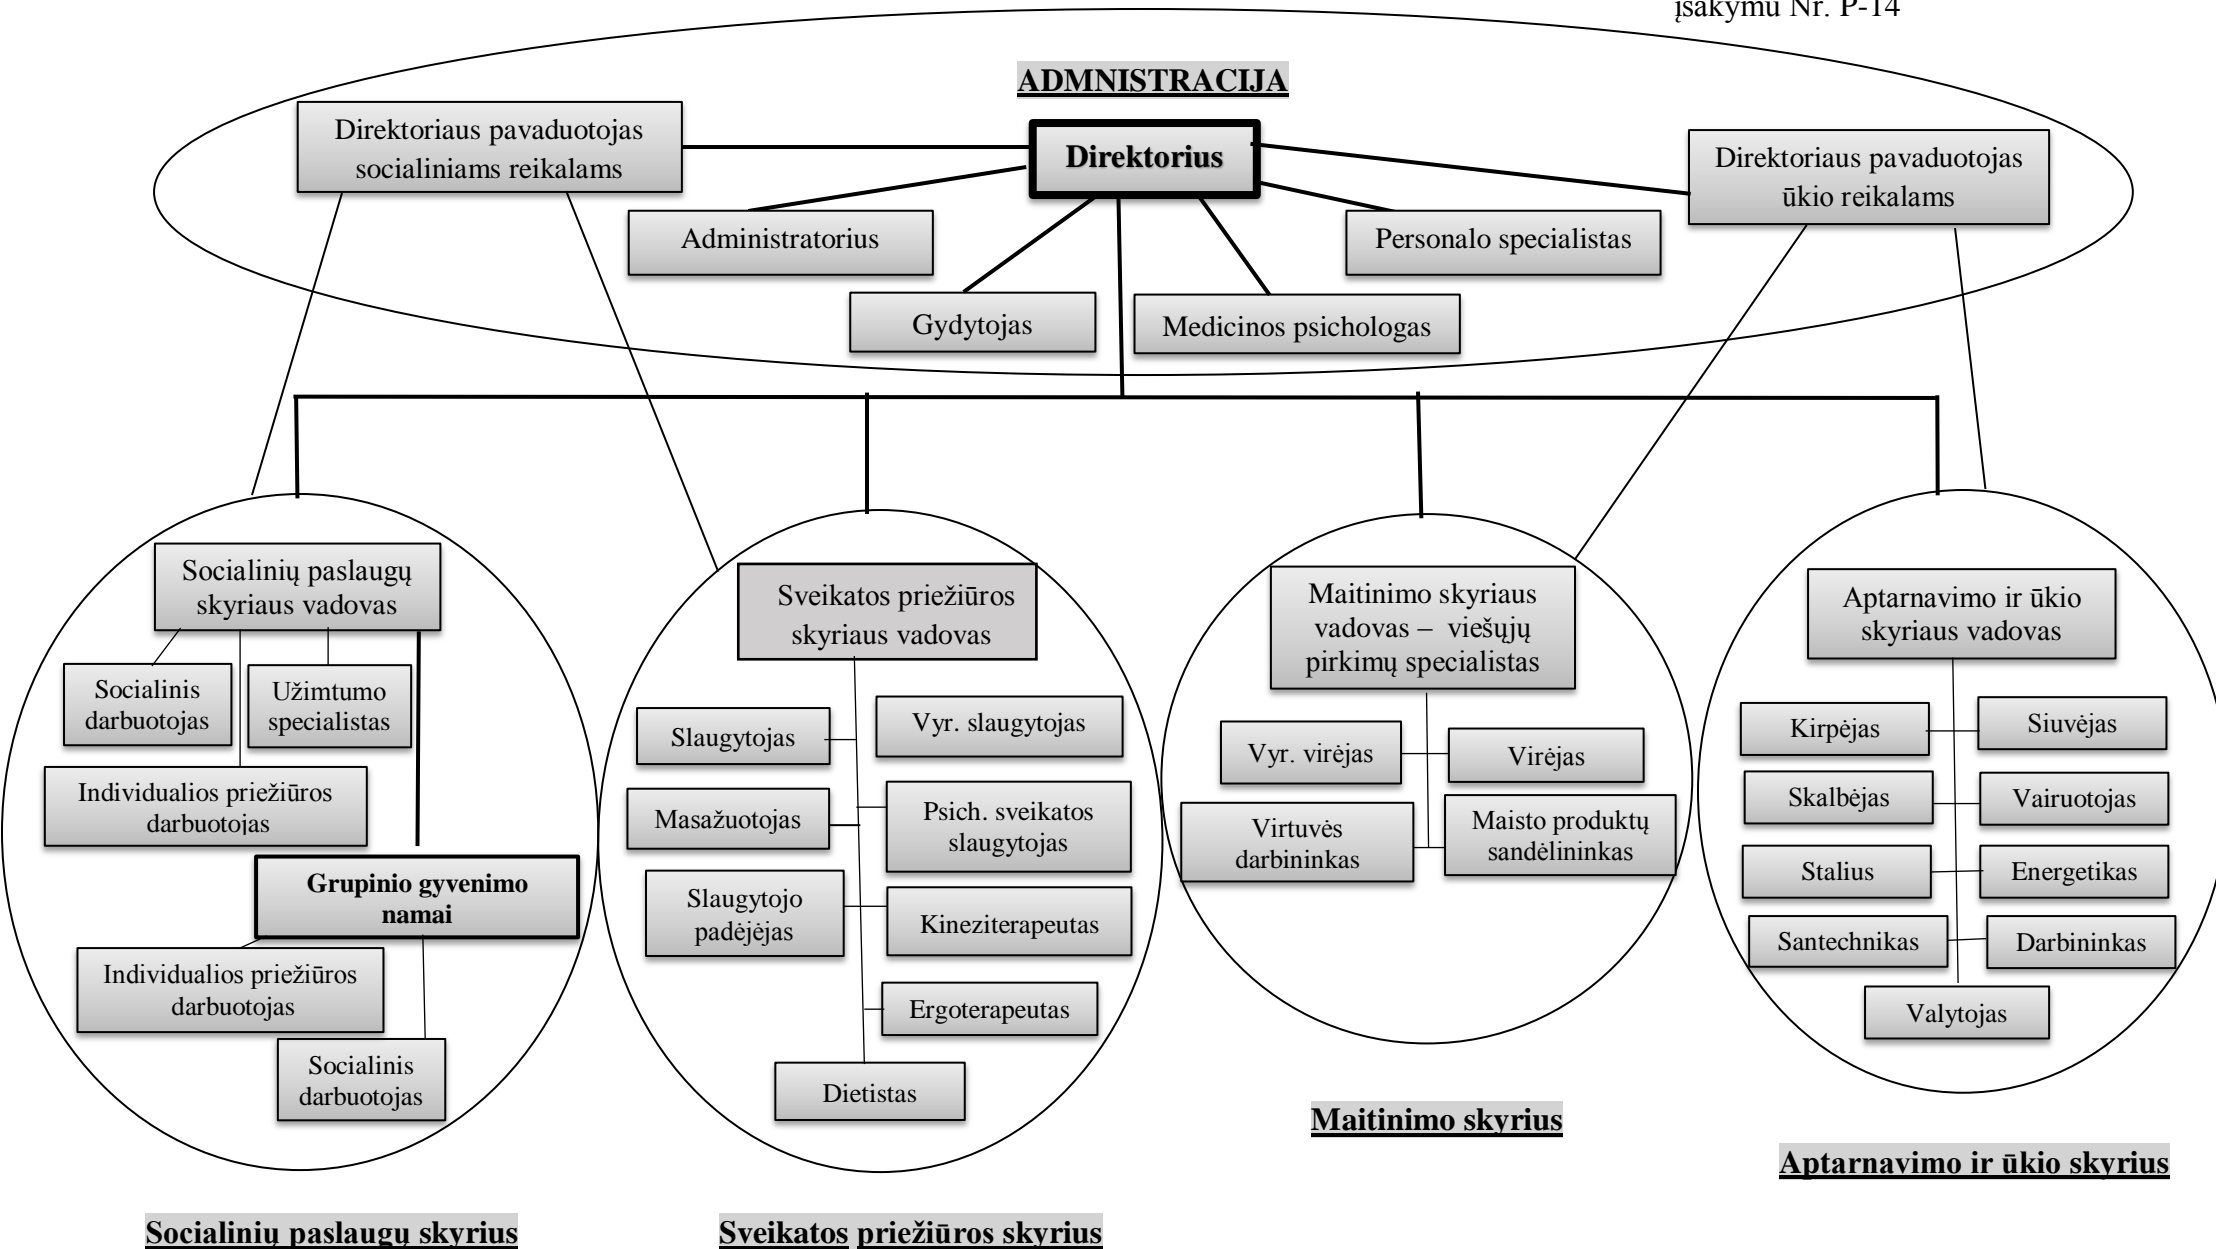 įsakymu Nr. P-14
ADMNISTRACIJA
Direktoriaus pavaduotojas
socialiniams reikalams
Direktorius
Direktoriaus pavaduotojas
ūkio reikalams
Administratorius
Personalo specialistas
Gydytojas
Medicinos psichologas
Socialinių paslaugų
skyriaus vadovas
Socialinis
darbuotojas
Užimtumo
specialistas
Individualios priežiūros
darbuotojas
Grupinio gyvenimo
namai
Individualios priežiūros
darbuotojas
Socialinis
darbuotojas
Socialinių paslaugų skyrius
Sveikatos priežiūros
skyriaus vadovas
Slaugytojas
Vyr. slaugytojas
Masažuotojas
Psich. sveikatos
slaugytojas
Slaugytojo
padėjėjas
Kineziterapeutas
Ergoterapeutas
Dietistas
Sveikatos priežiūros skyrius
Maitinimo skyriaus
vadovas – viešųjų
pirkimų specialistas
Vyr. virėjas
Virėjas
Virtuvės
darbininkas
Maisto produktų
sandėlininkas
Maitinimo skyrius
Aptarnavimo ir ūkio
skyriaus vadovas
Kirpėjas
Siuvėjas
Skalbėjas
Vairuotojas
Stalius
Energetikas
Santechnikas
Darbininkas
Valytojas
Aptarnavimo ir ūkio skyrius